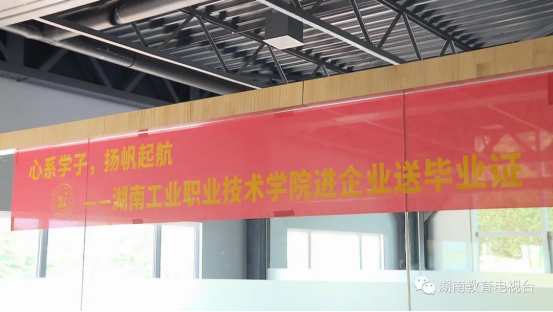 心系学子，扬帆起航
——湖南工业职业技术学院进企业送毕业证
湖南教育电视台